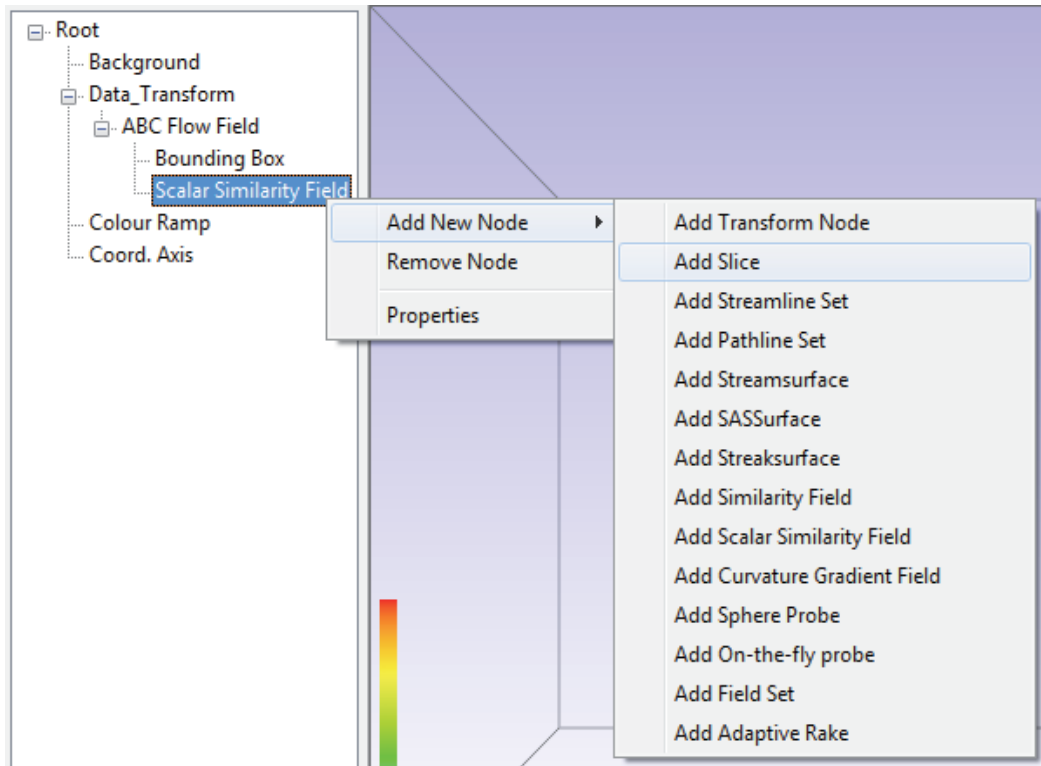 Root
Background
Data_Transform
ABC Flow Field
Bounding Box
Scalar Similarity Field
Colour Ramp
Coord. Axis
Add New Node
Remove Node
Properties
Add Transform Node
Add Slice
Add Streamline Set
Add Pathline Set
Add Streamsurface
Add SASSurface
Add Streaksurface
Add Similarity Field
Add Scalar Similarity Field
Add Curvature Gradient Field
Add Sphere Probe
Add On-the-fly probe
Add Field Set
Add Adaptive Rake